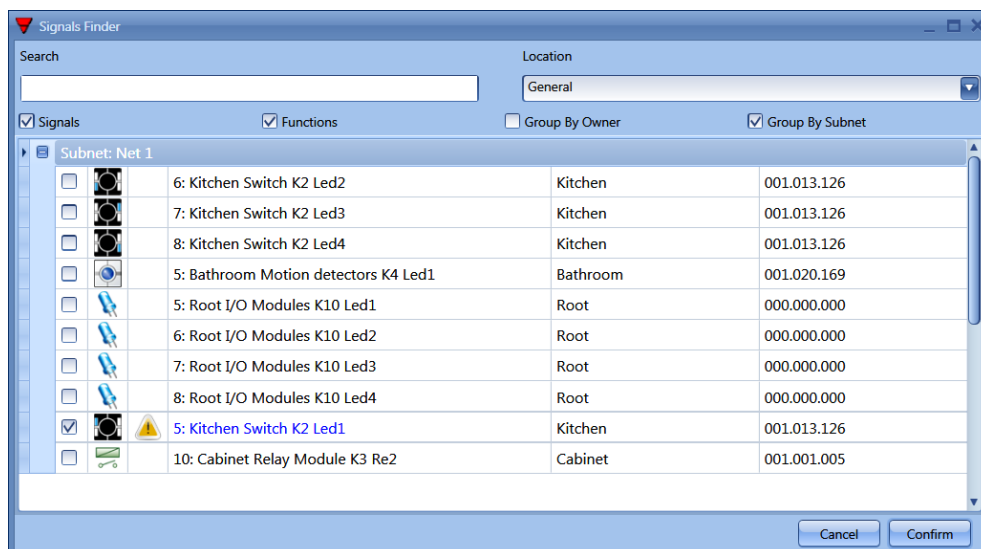 Signals Finder
Search Location
General
Signals Functions Group By Owner Group By Subnet
Subnet: Net 1
6: Kitchen Switch K2 Led2 Kitchen 001.013.126
7: Kitchen Switch K2 Led3 Kitchen 001.013.126
8: Kitchen Switch K2 Led4 Kitchen 001.013.126
5: Bathroom Motion detectors K4 Led1 Bathroom 001.020.169
5: Root I/O Modules K10 Led1 Root 000.000.000
6: Root I/O Modules K10 Led2 Root 000.000.000
7: Root I/O Modules K10 Led3 Root 000.000.000
8: Root I/O Modules K10 Led4 Root 000.000.000
5: Kitchen Switch K2 Led1 Kitchen 001.013.126
10: Cabinet Relay Module K3 Re2 Cabinet 001.001.005
Cancel Confirm